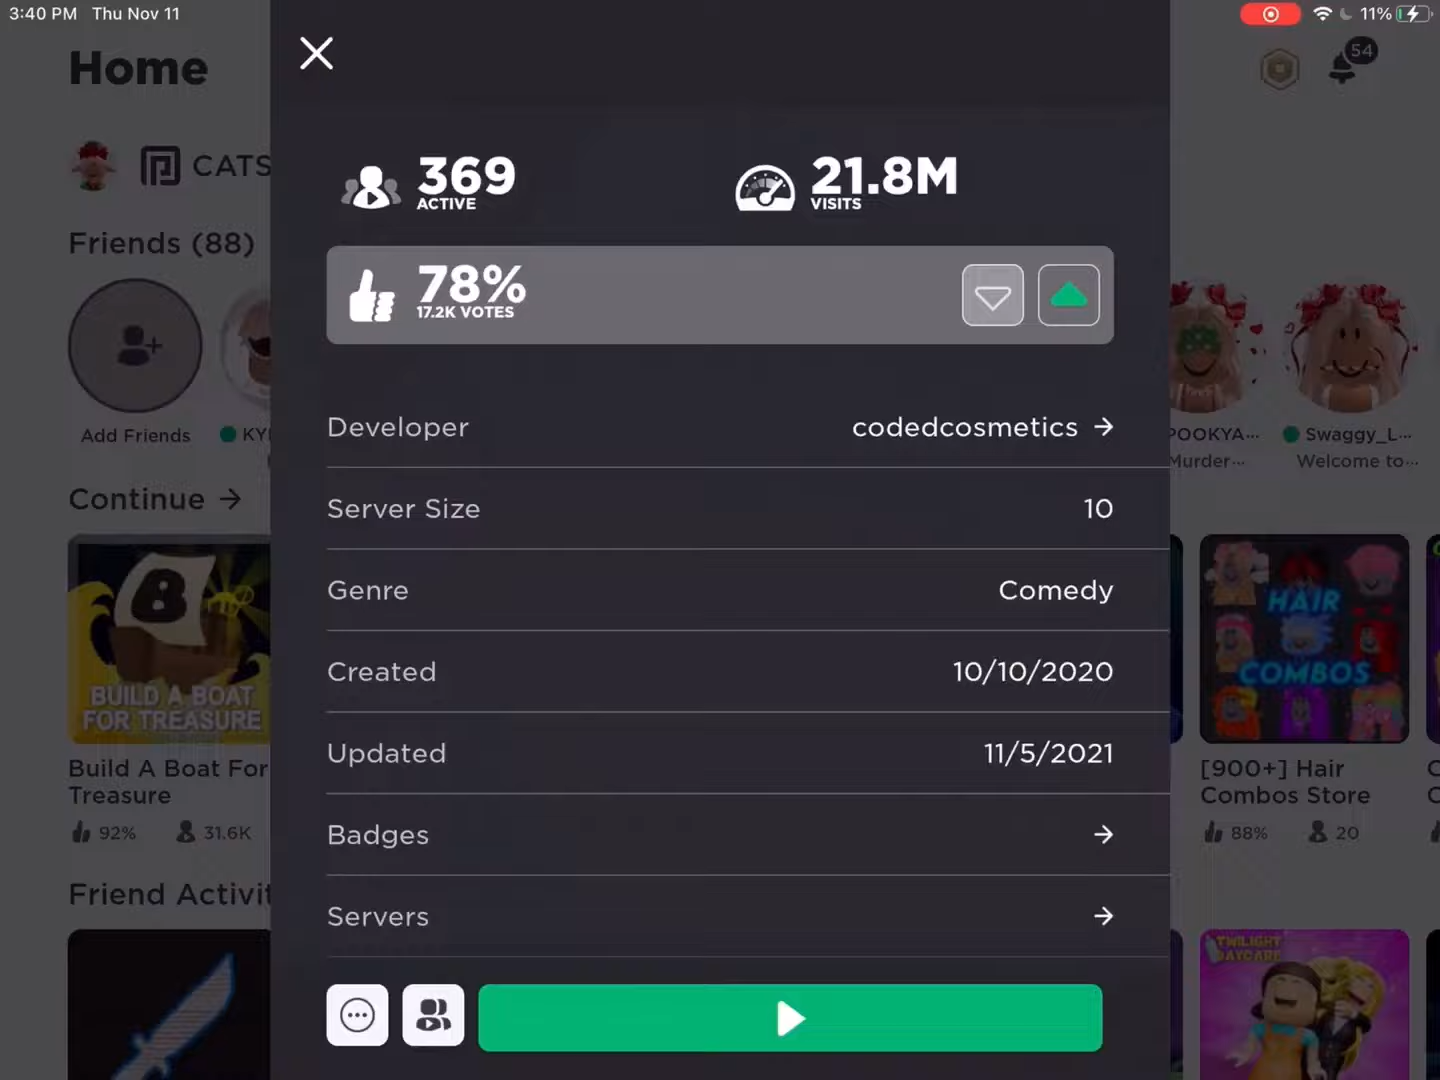 3:40 PM Thu Nov 11
11%
Home
54
CATS
369
ACTIVE
21.8M
VISITS
Friends (88)
78%
17.2K VOTES
Add Friends
KY
POOKYA...
Swaggy_L...
Murder...
Welcome to...
Developer
codedcosmetics
Continue
Server Size
10
Genre
Comedy
Created
10/10/2020
Updated
11/5/2021
Badges
Servers
B
BUILD A BOAT
FOR TREASURE
Build A Boat For
Treasure
92%
31.6K
HAIR
COMBOS
[900+] Hair
Combos Store
88%
20
Friend Activit
TWILIGHT
DAYCARE